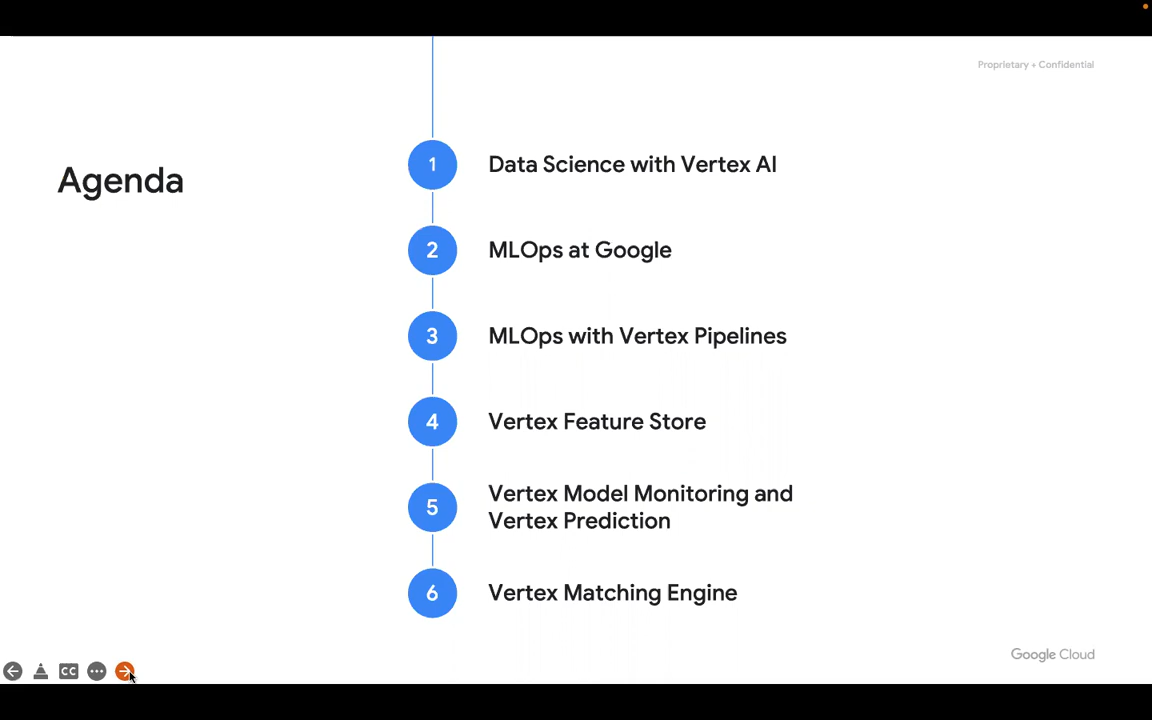 Proprietary + Confidential
Agenda
1 Data Science with Vertex AI
2 MLOps at Google
3 MLOps with Vertex Pipelines
4 Vertex Feature Store
5 Vertex Model Monitoring and
Vertex Prediction
6 Vertex Matching Engine
Google Cloud
CC